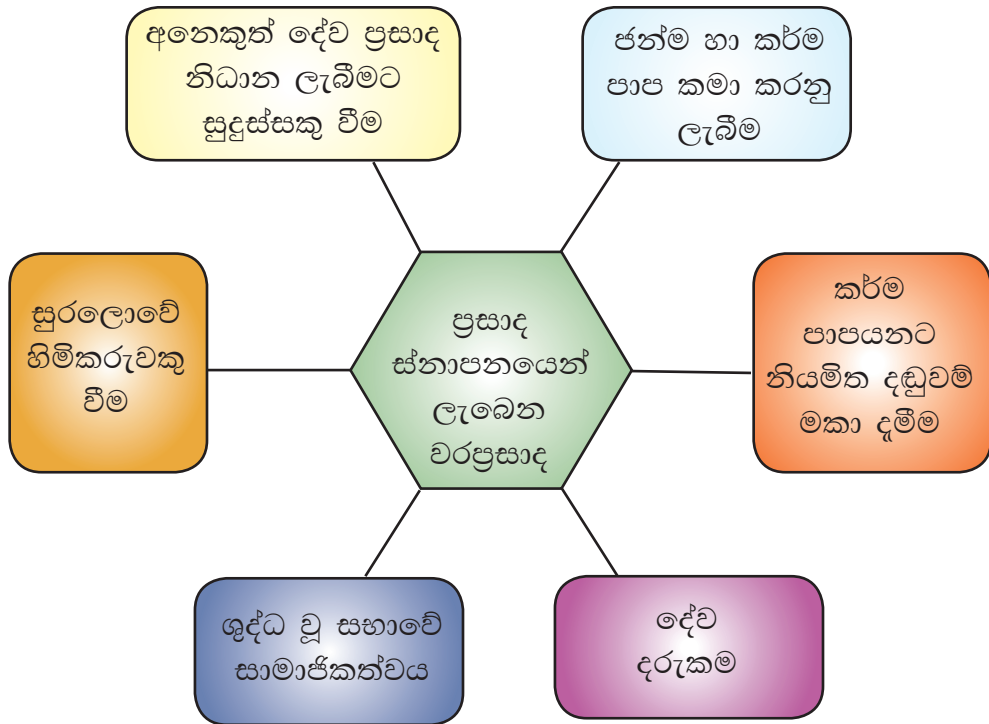 අනෙකුත් දේව ප්‍රසාද
නිධාන ලැබීමට
සුදුස්සකු වීම
ජන්ම හා කර්ම
පාප කමා කරනු
ලැබීම
සුරලොවේ
හිමිකරුවකු
වීම
ප්‍රසාද
ස්නාපනයෙන්
ලැබෙන
වරප්‍රසාද
කර්ම
පාපයනට
නියමිත දඬුවම්
මකා දැමීම
ශුද්ධ වූ සභාවේ
සාමාජිකත්වය
දේව
දරුකම